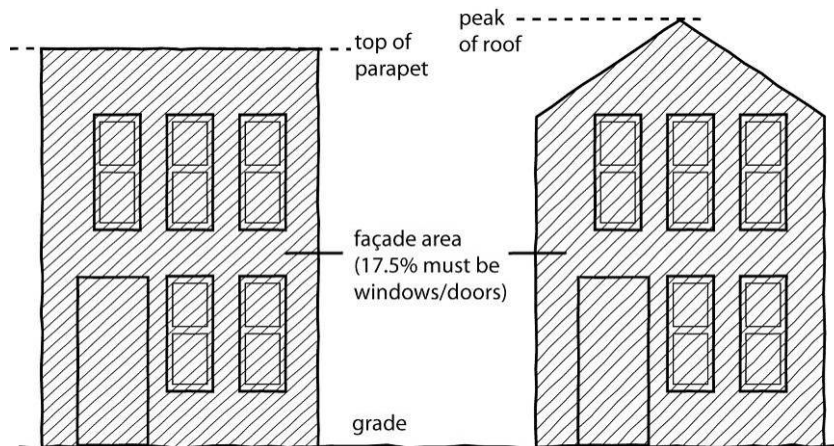 top of
parapet
peak
of roof
façade area
(17.5% must be
windows/doors)
grade